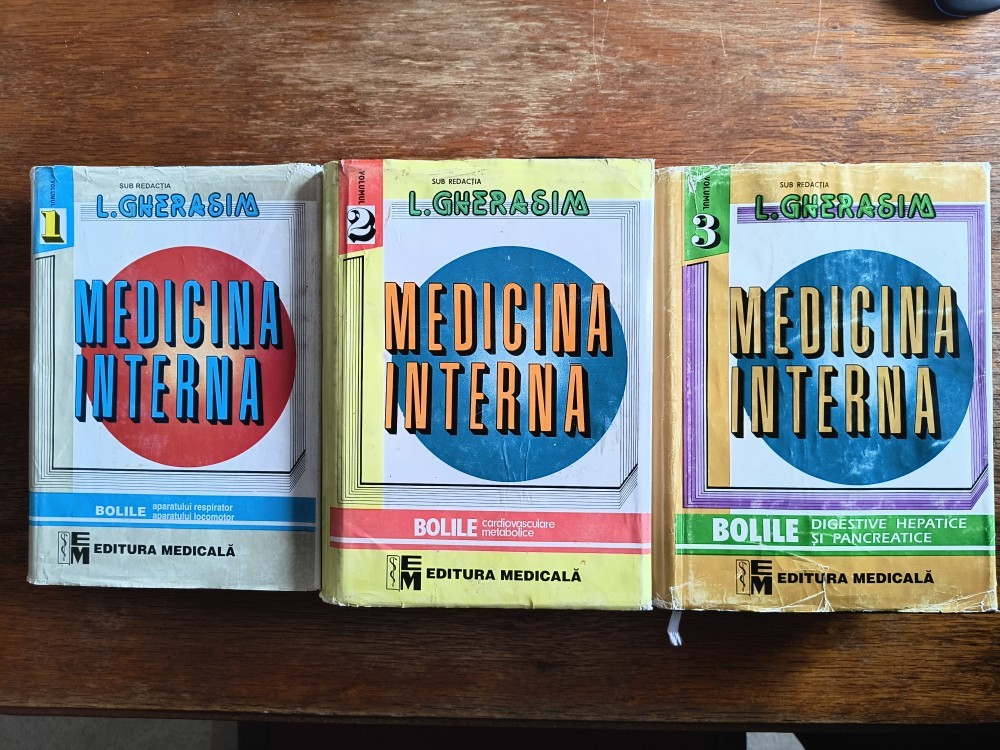 VOLUMUL
1
SUB REDACȚIA
L.GHERASIM
MEDICINA
INTERNA
BOLILE aparatului respirator
aparatului locomotor
EM EDITURA MEDICALĂ
VOLUMUL
2
SUB REDACȚIA
L.GHERASIM
MEDICINA
INTERNA
BOLILE cardiovasculare
metabolice
EM EDITURA MEDICALĂ
VOLUMUL
3
SUB REDACȚIA
L.GHERASIM
MEDICINA
INTERNA
BOLILE DIGESTIVE HEPATICE
ȘI PANCREATICE
EM EDITURA MEDICALĂ